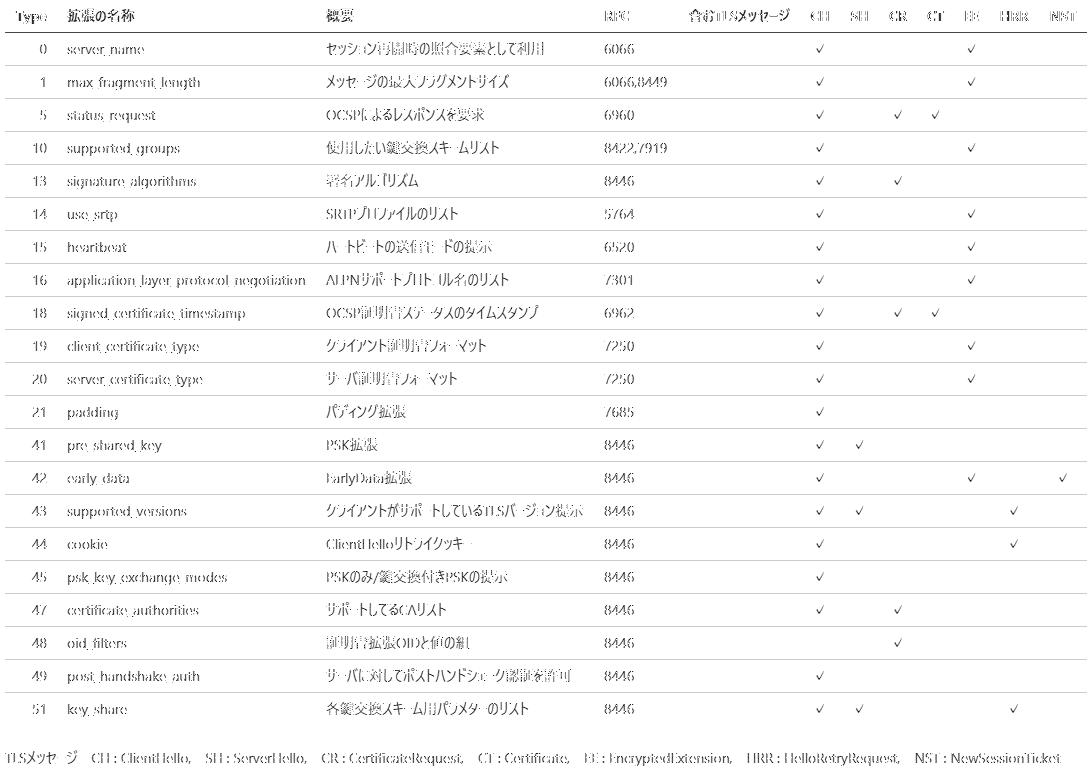 Type 拡張の名称 概要 RFC 含むTLSメッセージ CH SH CR CT EE HRR NST
0 server_name セッション再開時の照合要素として利用 6066 ✓ ✓
1 max_fragment_length メッセージの最大フラグメントサイズ 6066,8449 ✓ ✓
5 status_request OCSPによるレスポンスを要求 6960 ✓ ✓ ✓
10 supported_groups 使用したい鍵交換スキームリスト 8422,7919 ✓ ✓
13 signature_algorithms 署名アルゴリズム 8446 ✓ ✓
14 use_srtp SRTPプロファイルのリスト 5764 ✓ ✓
15 heartbeat ハートビートの送信モードの提示 6520 ✓ ✓
16 application_layer_protocol_negotiation ALPNサポートプロトコル名のリスト 7301 ✓ ✓
18 signed_certificate_timestamp OCSP証明書ステータスのタイムスタンプ 6962 ✓ ✓ ✓
19 client_certificate_type クライアント証明書フォーマット 7250 ✓ ✓
20 server_certificate_type サーバ証明書フォーマット 7250 ✓ ✓
21 padding パディング拡張 7685 ✓
41 pre_shared_key PSK拡張 8446 ✓ ✓
42 early_data EarlyData拡張 8446 ✓ ✓ ✓
43 supported_versions クライアントがサポートしているTLSバージョン提示 8446 ✓ ✓ ✓
44 cookie ClientHelloリトライクッキー 8446 ✓ ✓
45 psk_key_exchange_modes PSKのみ/鍵交換付きPSKの提示 8446 ✓
47 certificate_authorities サポートしてるCAリスト 8446 ✓ ✓
48 oid_filters 証明書拡張OIDと値の組 8446 ✓
49 post_handshake_auth サーバに対してポストハンドシェーク認証を許可 8446 ✓
51 key_share 各鍵交換スキーム用パラメターのリスト 8446 ✓ ✓ ✓
TLSメッセージ CH : ClientHello, SH : ServerHello, CR : CertificateRequest, CT : Certificate, EE : EncryptedExtension, HRR : HelloRetryRequest, NST : NewSessionTicket